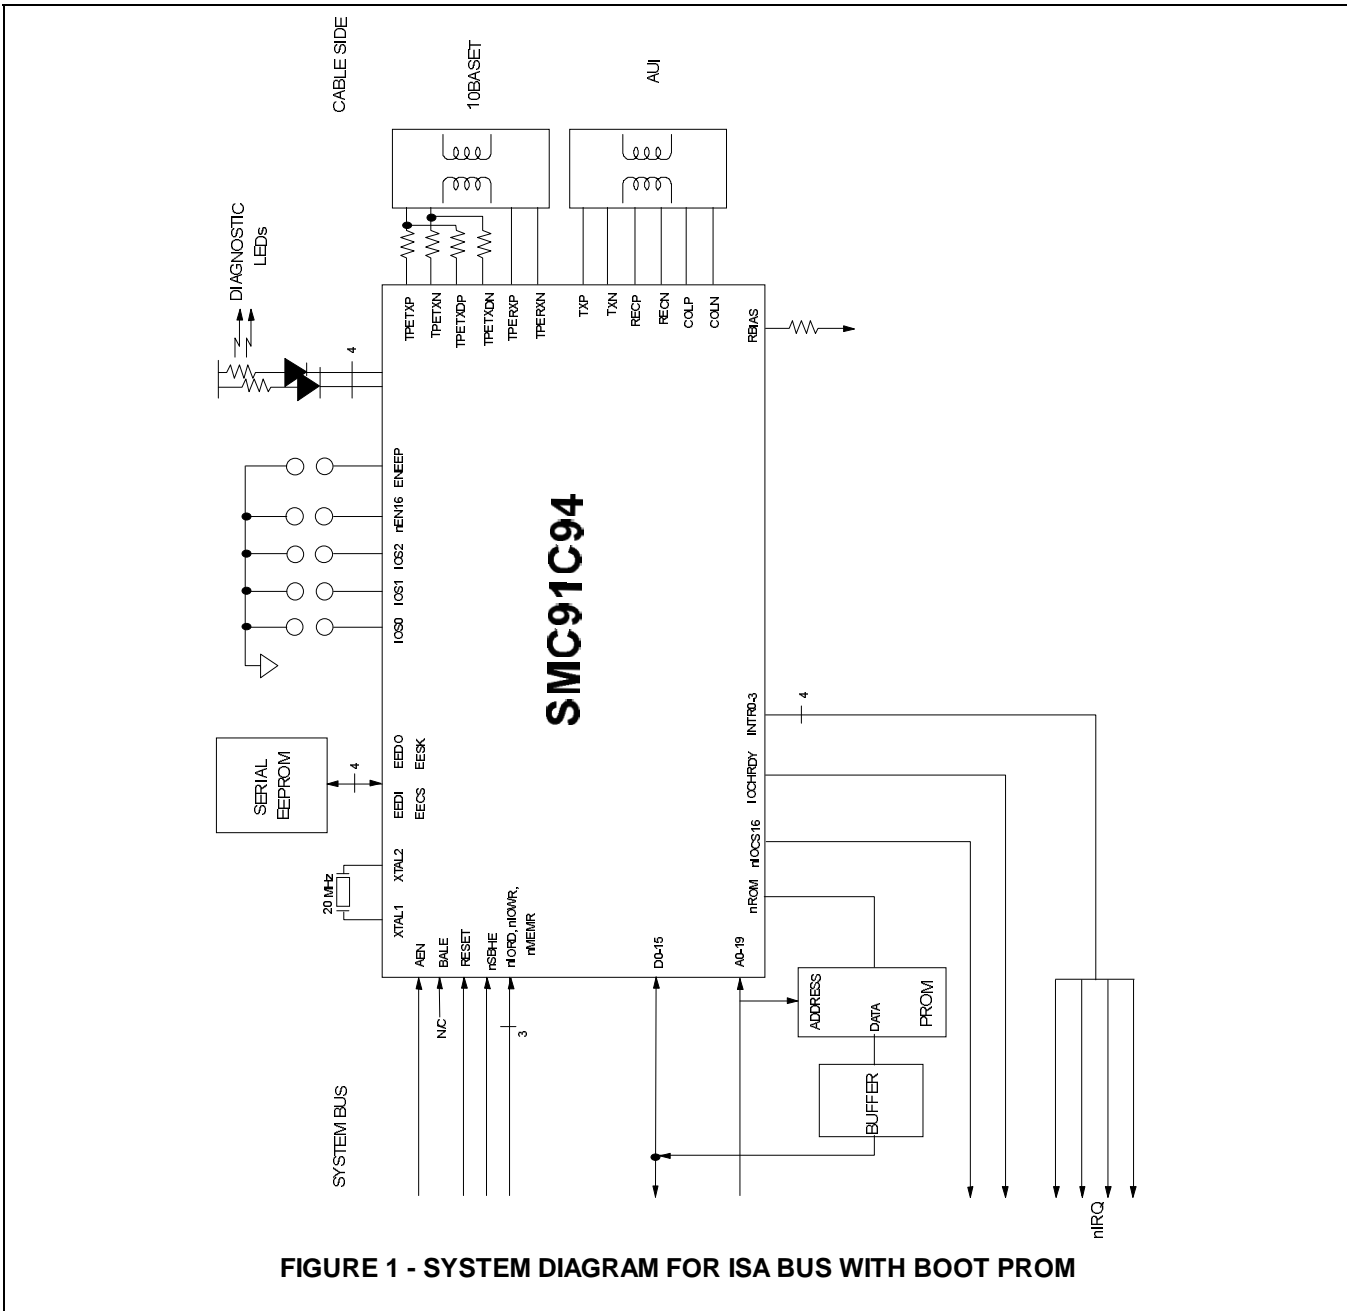 CABLE SIDE
10BASET
AUI
DIAGNOSTIC
LEDs
4
TPETXP
TPETXN
TPETXDP
TPETXDN
TPERXP
TPERXN
TXP
TXN
RECP
RECN
COLP
COLN
RBIAS
ENEEP
nEN16
IOS2
IOS1
IOS0
SMC91C94
SERIAL
EEPROM
4
EEDO
EESK
EEDI
EECS
20 MHz
XTAL2
XTAL1
AEN
BALE
RESET
nSBHE
nIORD, nIOWR,
nMEMR
N/C
3
D0-15
A0-19
nROM
nIOCS16
IOCHRDY
INTR0-3
4
ADDRESS
DATA
PROM
BUFFER
SYSTEM BUS
nIRQ
FIGURE 1 - SYSTEM DIAGRAM FOR ISA BUS WITH BOOT PROM